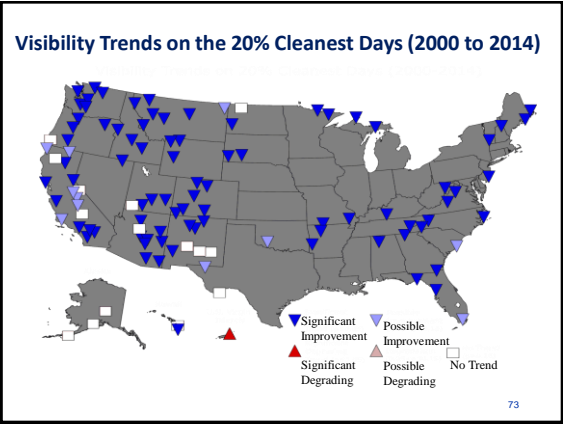 Visibility Trends on the 20% Cleanest Days (2000 to 2014)
Significant
Improvement
Possible
Improvement
Significant
Degrading
Possible
Degrading
No Trend
73